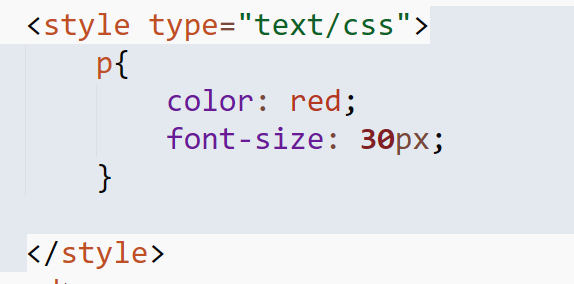 <style type="text/css">
p{
color: red;
font-size: 30px;
}
</style>